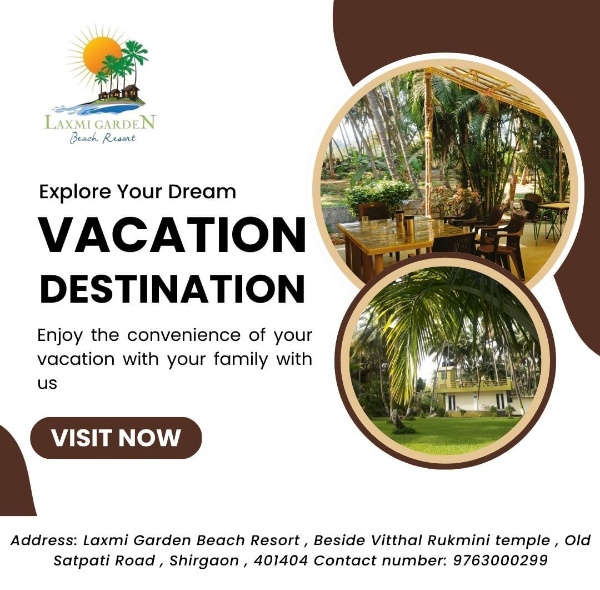 LAXMI GARDEN
Beach Resort
Explore Your Dream
VACATION
DESTINATION
Enjoy the convenience of your
vacation with your family with
us
VISIT NOW
Address: Laxmi Garden Beach Resort , Beside Vitthal Rukmini temple , Old
Satpati Road , Shirgaon , 401404 Contact number: 9763000299